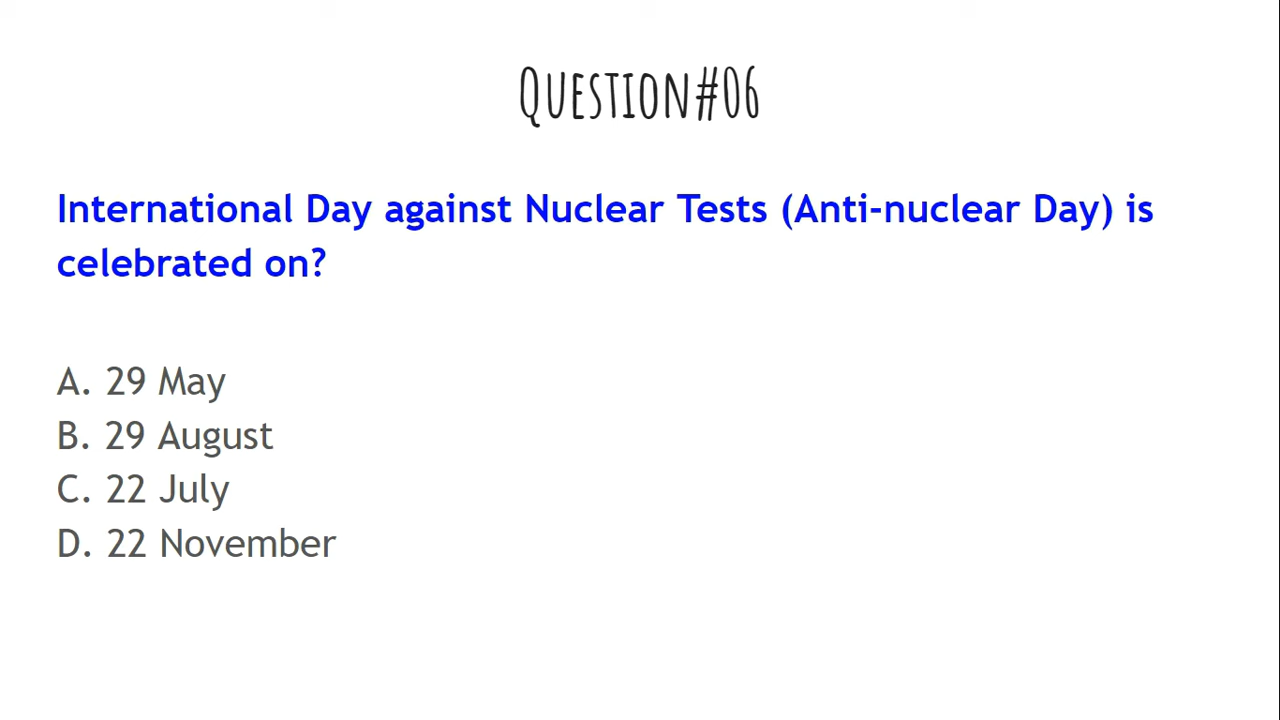 Question#06
International Day against Nuclear Tests (Anti-nuclear Day) is
celebrated on?
A. 29 May
B. 29 August
C. 22 July
D. 22 November